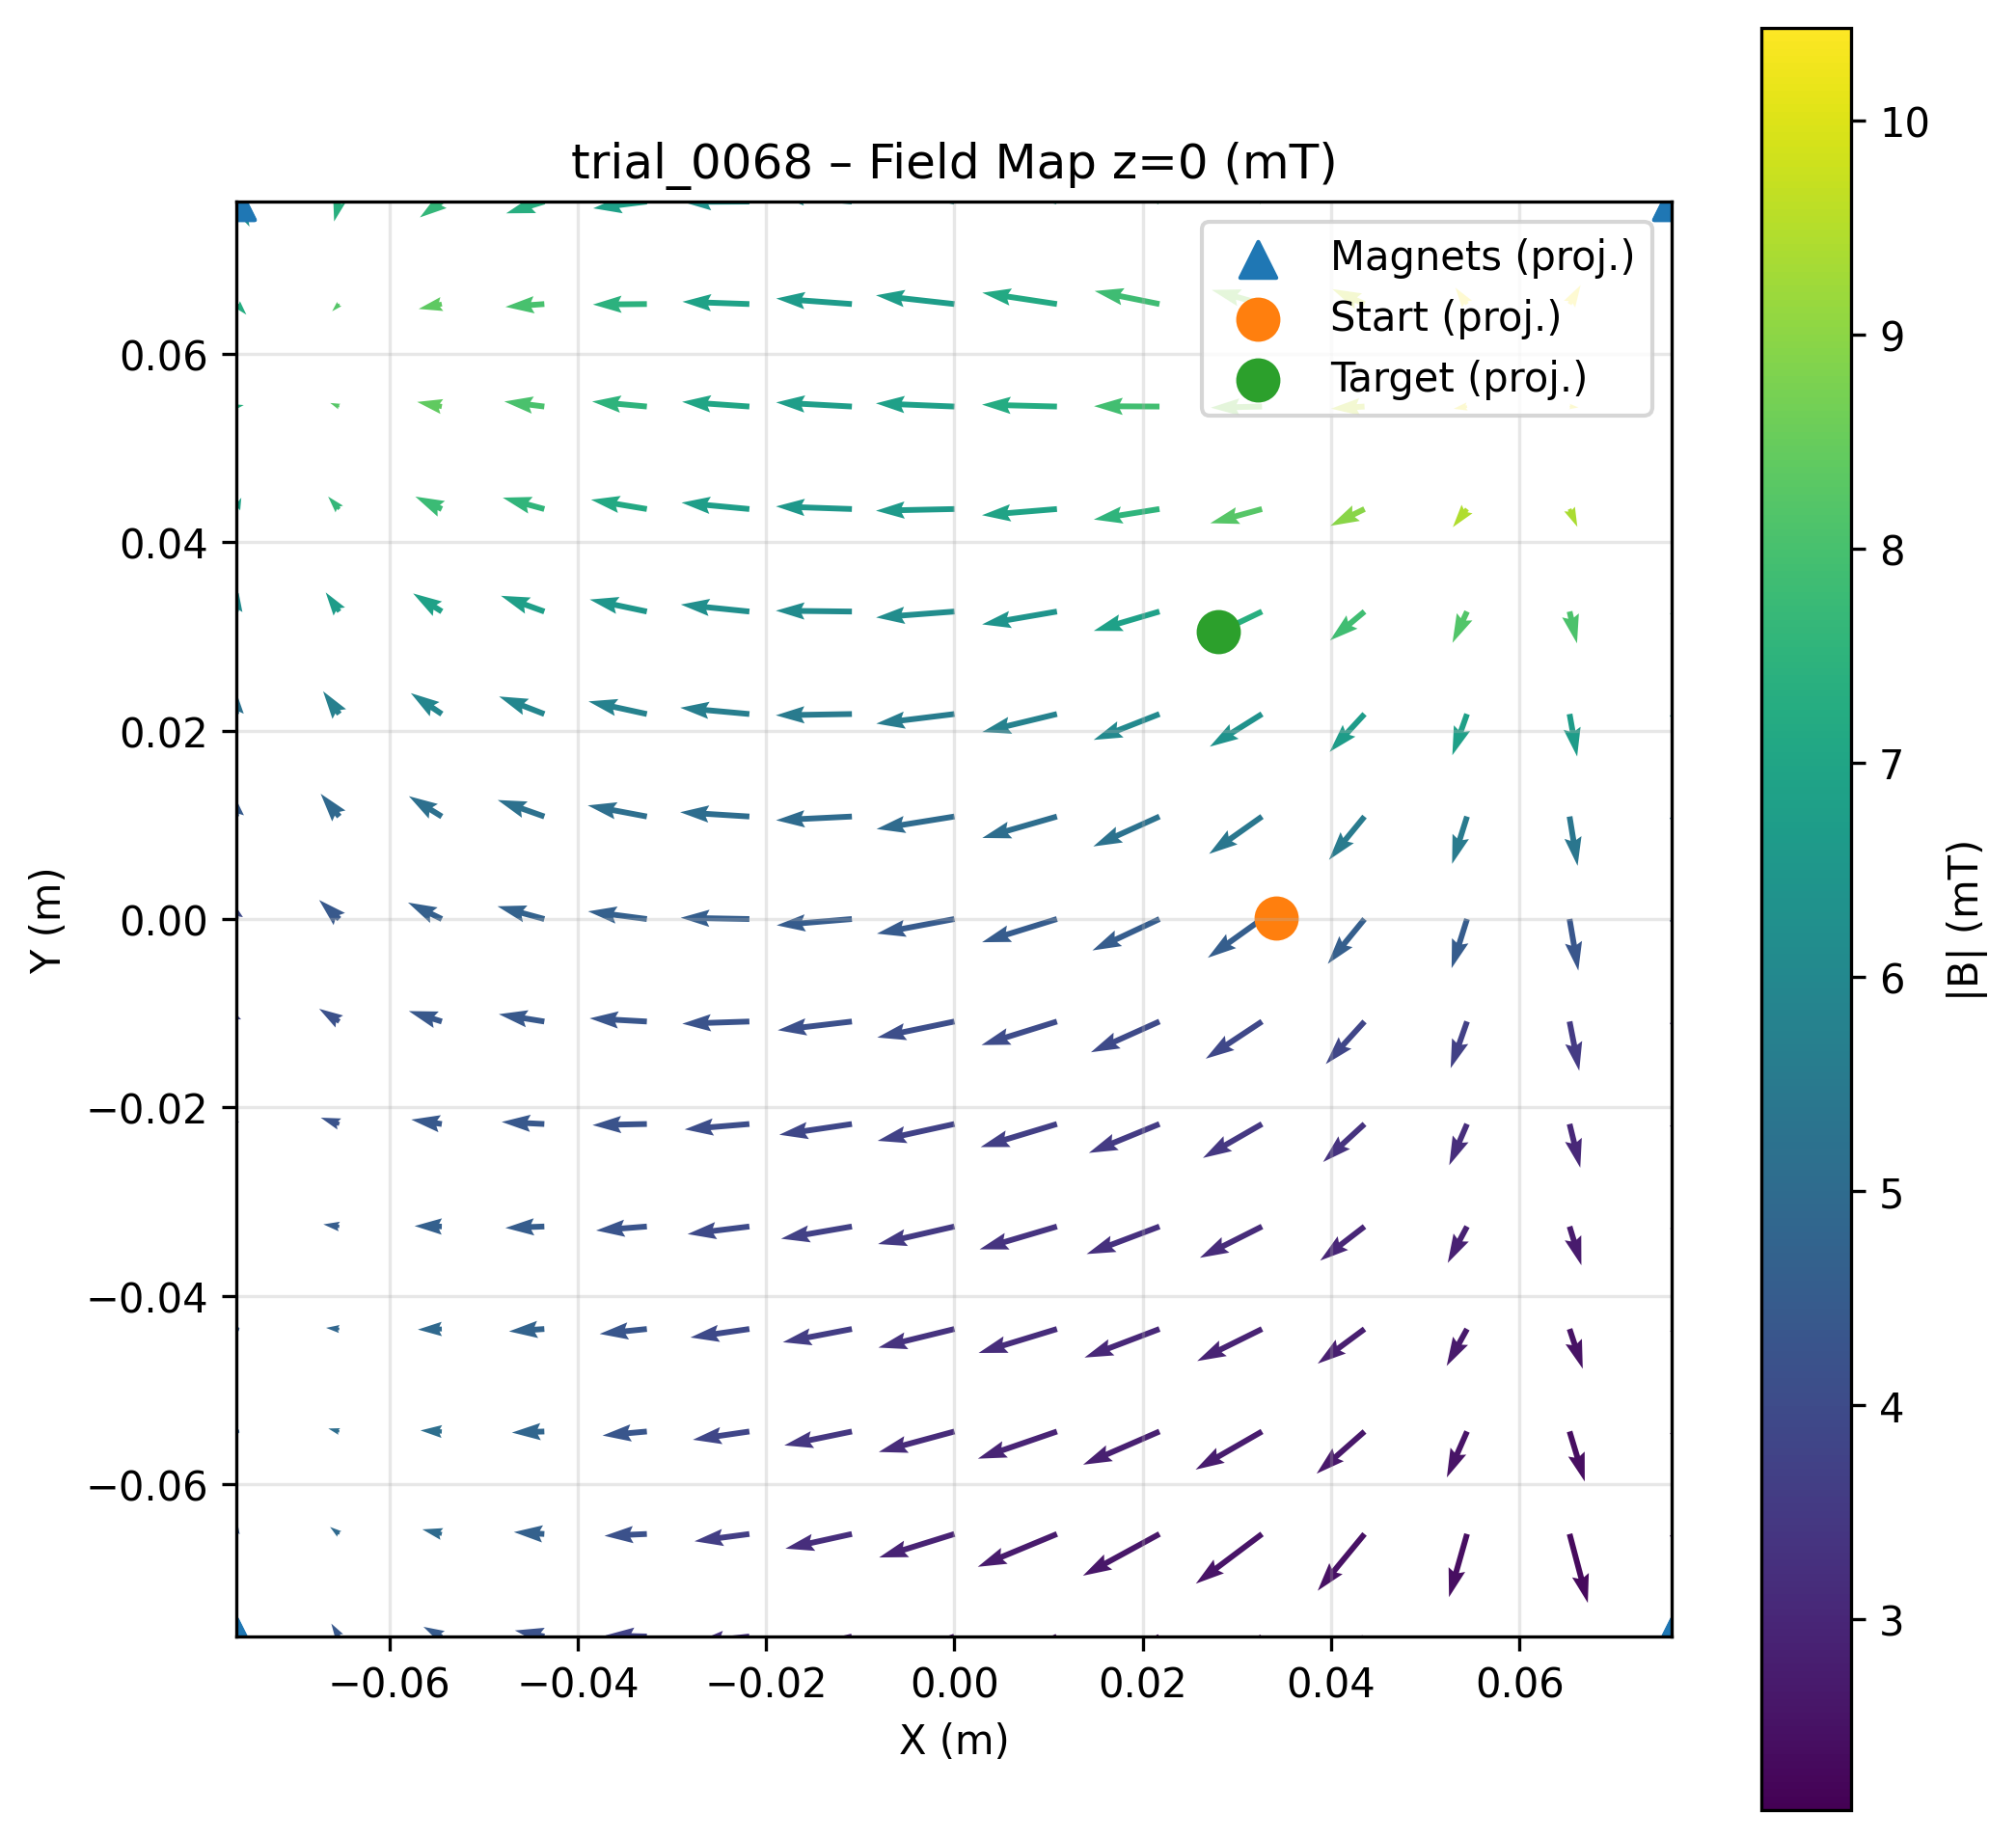 trial_0068 – Field Map z=0 (mT)
Magnets (proj.)
Start (proj.)
Target (proj.)
0.06
0.04
0.02
0.00
−0.02
−0.04
−0.06
Y (m)
−0.06 −0.04 −0.02 0.00 0.02 0.04 0.06
X (m)
10
9
8
7
6
5
4
3
|B| (mT)